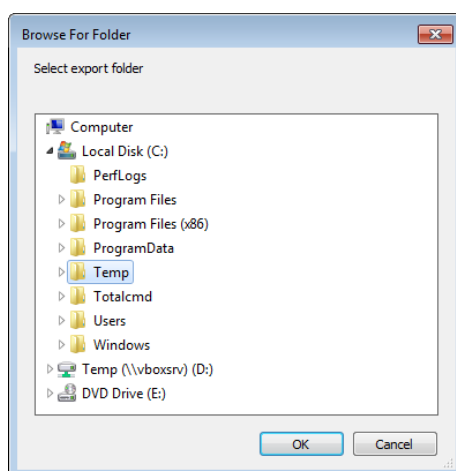 Browse For Folder
Select export folder
Computer
Local Disk (C:)
PerfLogs
Program Files
Program Files (x86)
ProgramData
Temp
Totalcmd
Users
Windows
Temp (\\vboxsrv) (D:)
DVD Drive (E:)
OK Cancel